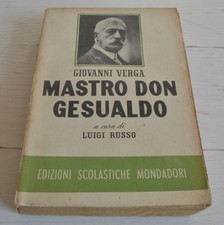 GIOVANNI VERGA
MASTRO DON
GESUALDO
a cura di
LUIGI RUSSO
EDIZIONI SCOLASTICHE MONDADORI